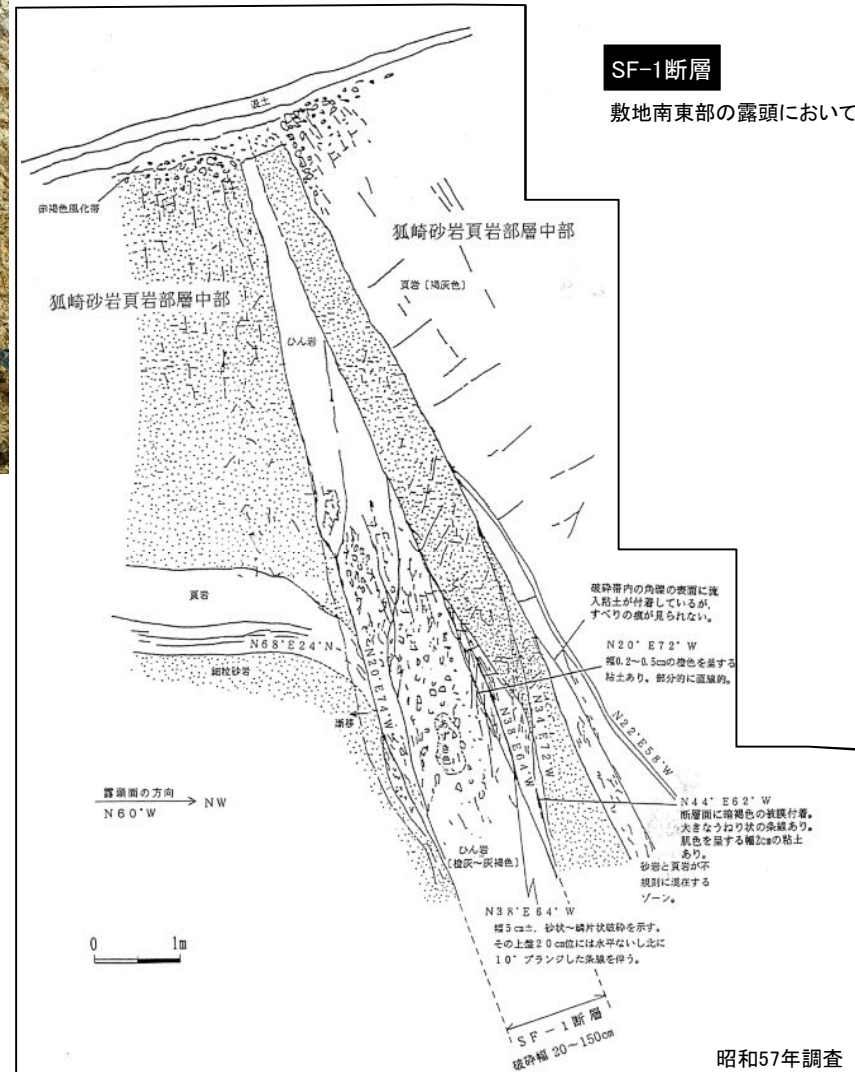 SF-1断層
敷地南東部の露頭において
表土
赤褐色風化帯
狐崎砂岩頁岩部層中部
頁岩〔褐灰色〕
狐崎砂岩頁岩部層中部
ひん岩
頁岩
N68°E24°N
細粒砂岩
漸移
N20°E74°W
破砕帯内の角礫の表面に流
入粘土が付着しているが,
すべりの痕が見られない。
N20°E72°W
幅0.2~0.5cmの橙色を呈する
粘土あり。部分的に直線的。
N38°E64°W
N34°E72°W
N22°E58°W
露頭面の方向
N60°W
NW
N44°E62°W
断層面に暗褐色の被膜付着。
大きなうねり状の条線あり。
肌色を呈する幅2cmの粘土
あり。
砂岩と頁岩が不
規則に混在する
ゾーン。
ひん岩
〔橙灰~灰褐色〕
N38°E64°W
幅5cm±,砂状~鱗片状破砕を示す。
その上盤20cm位には水平ないし北に
10°プランジした条線を伴う。
0 1m
SF-1断層
破砕幅 20~150cm
昭和57年調査